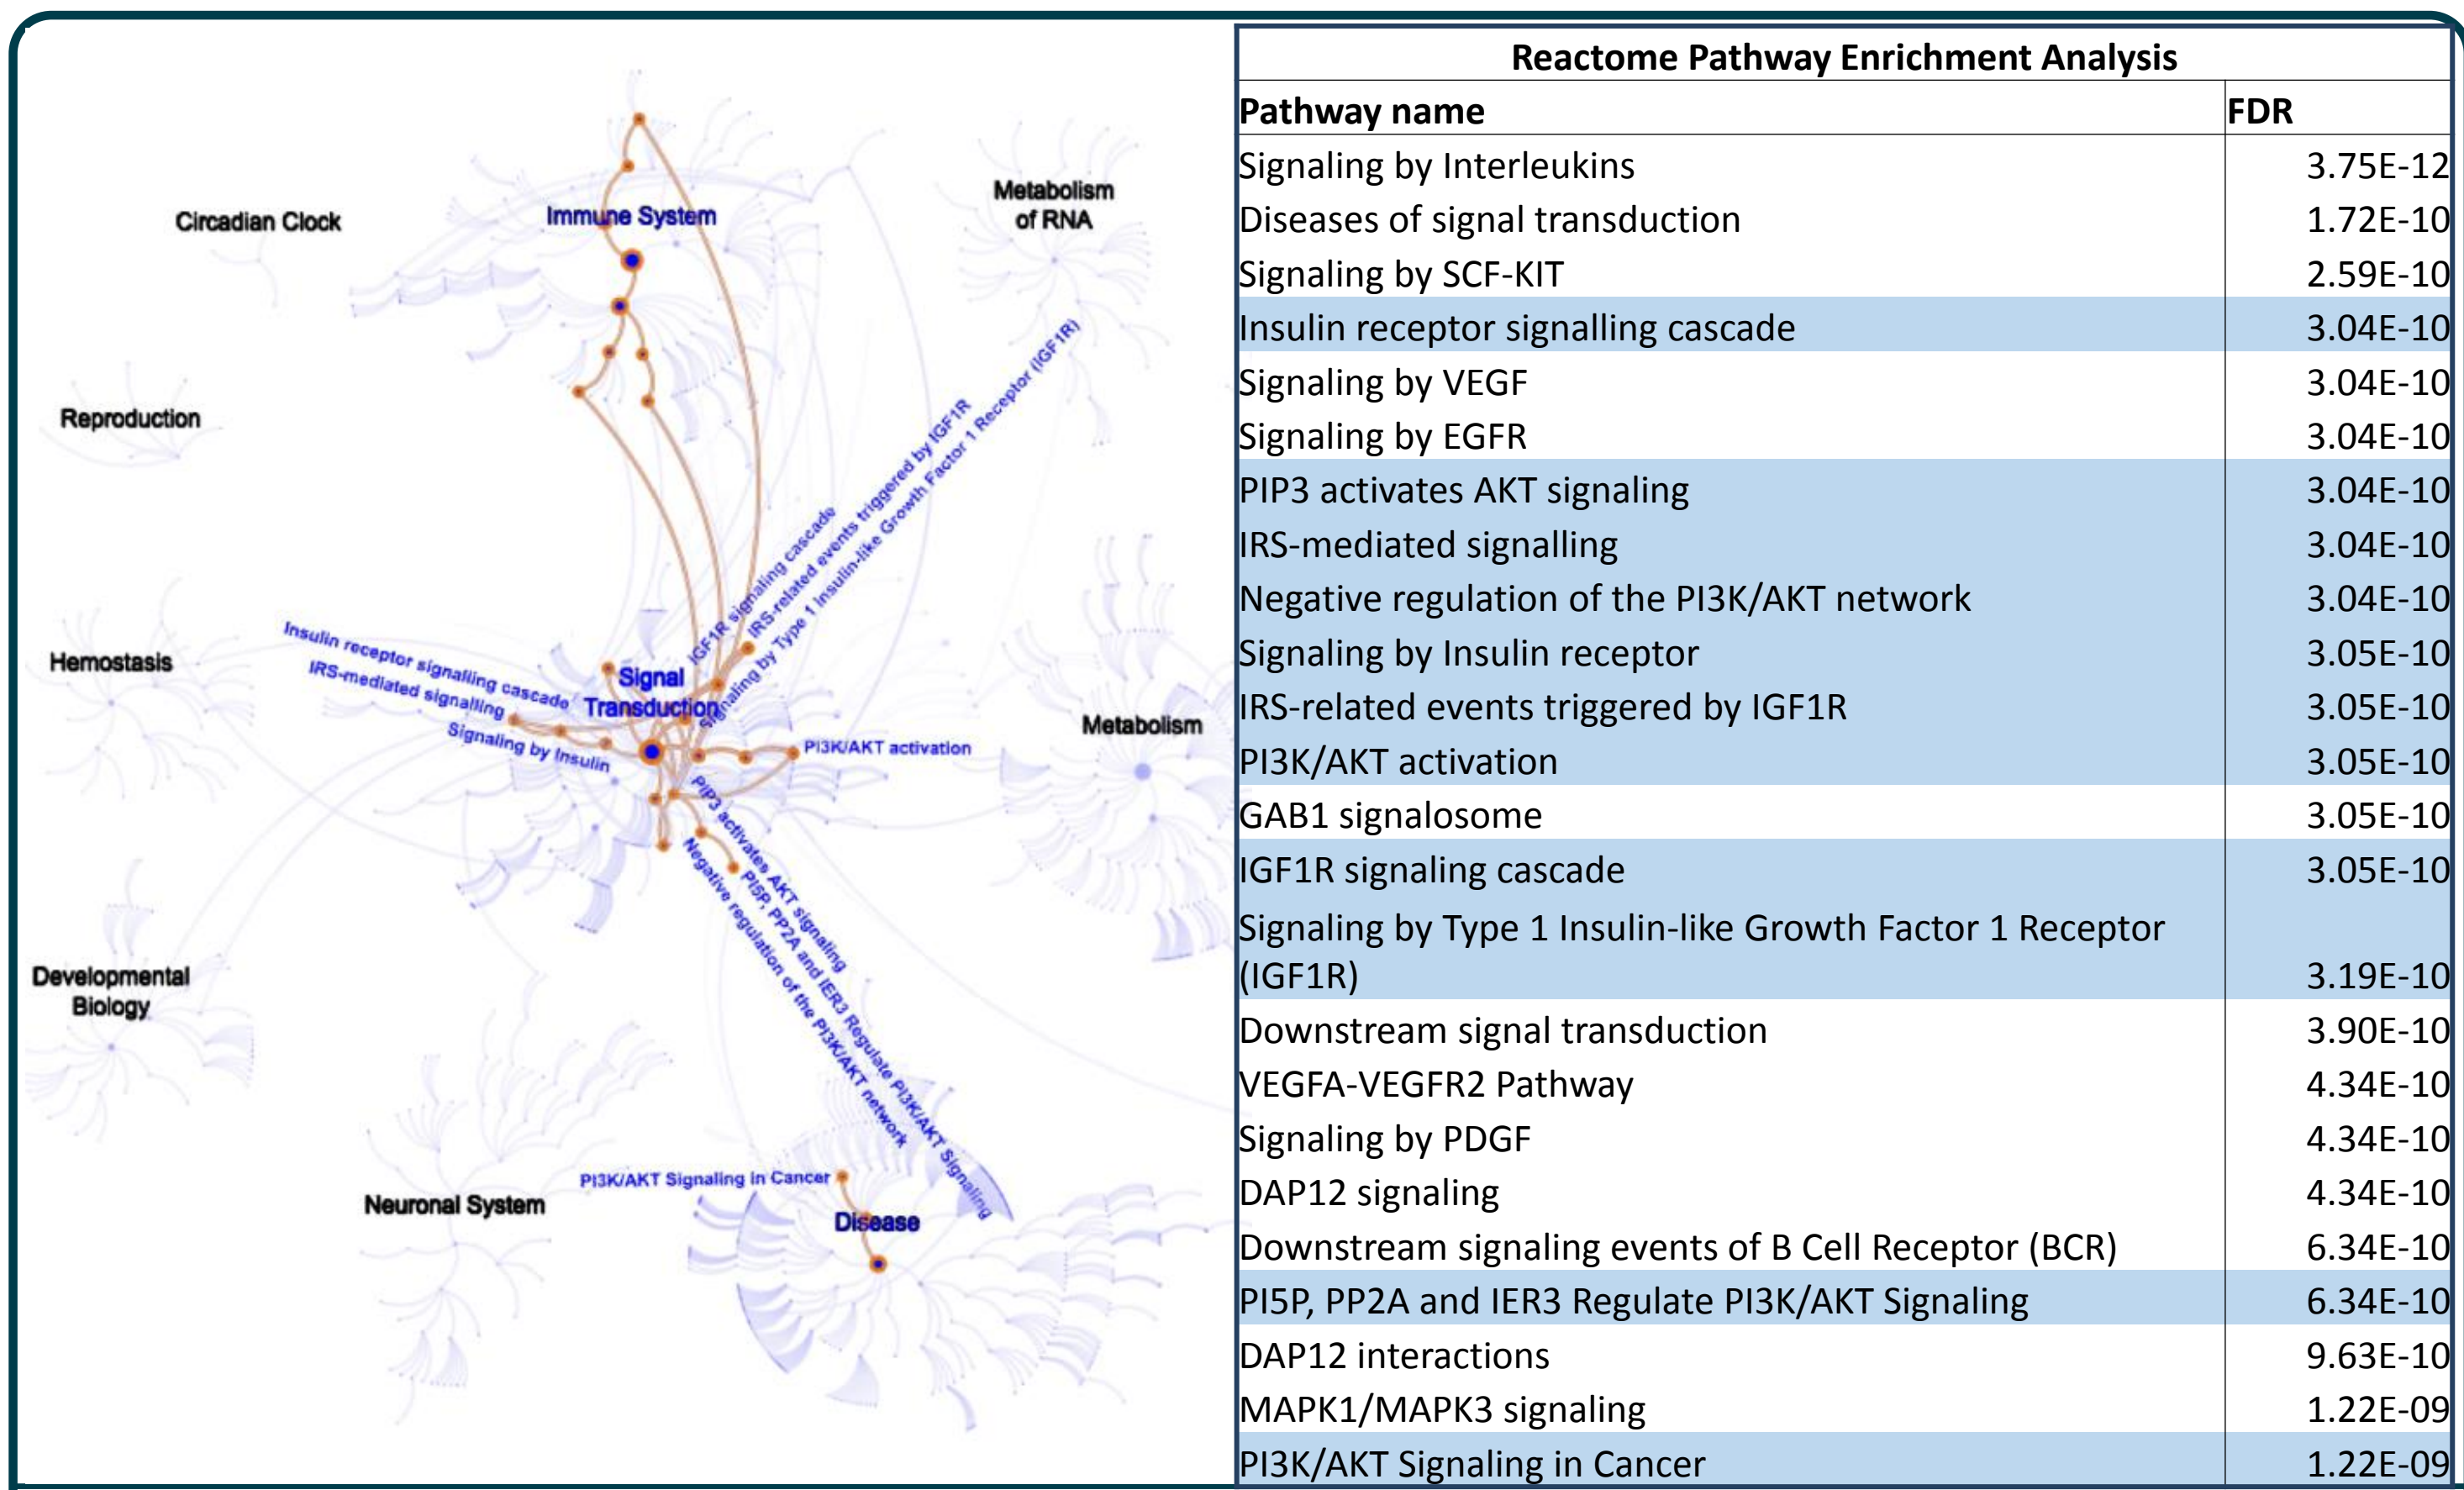 Circadian Clock
Immune System
Metabolism
of RNA
Reproduction
IGF1R signaling cascade
IRS-related events triggered by IGF1R
Signaling by Type 1 Insulin-like Growth Factor 1 Receptor (IGF1R)
Hemostasis
Insulin receptor signalling cascade
IRS-mediated signalling
Signaling by Insulin
Signal
Transduction
Metabolism
PI3K/AKT activation
PIP3 activates AKT signaling
PI5P, PP2A and IER3 Regulate PI3K/AKT Signaling
Negative regulation of the PI3K/AKT network
Developmental
Biology
Neuronal System
PI3K/AKT Signaling in Cancer
Disease
Reactome Pathway Enrichment Analysis
Pathway name FDR
Signaling by Interleukins 3.75E-12
Diseases of signal transduction 1.72E-10
Signaling by SCF-KIT 2.59E-10
Insulin receptor signalling cascade 3.04E-10
Signaling by VEGF 3.04E-10
Signaling by EGFR 3.04E-10
PIP3 activates AKT signaling 3.04E-10
IRS-mediated signalling 3.04E-10
Negative regulation of the PI3K/AKT network 3.04E-10
Signaling by Insulin receptor 3.05E-10
IRS-related events triggered by IGF1R 3.05E-10
PI3K/AKT activation 3.05E-10
GAB1 signalosome 3.05E-10
IGF1R signaling cascade 3.05E-10
Signaling by Type 1 Insulin-like Growth Factor 1 Receptor
(IGF1R) 3.19E-10
Downstream signal transduction 3.90E-10
VEGFA-VEGFR2 Pathway 4.34E-10
Signaling by PDGF 4.34E-10
DAP12 signaling 4.34E-10
Downstream signaling events of B Cell Receptor (BCR) 6.34E-10
PI5P, PP2A and IER3 Regulate PI3K/AKT Signaling 6.34E-10
DAP12 interactions 9.63E-10
MAPK1/MAPK3 signaling 1.22E-09
PI3K/AKT Signaling in Cancer 1.22E-09